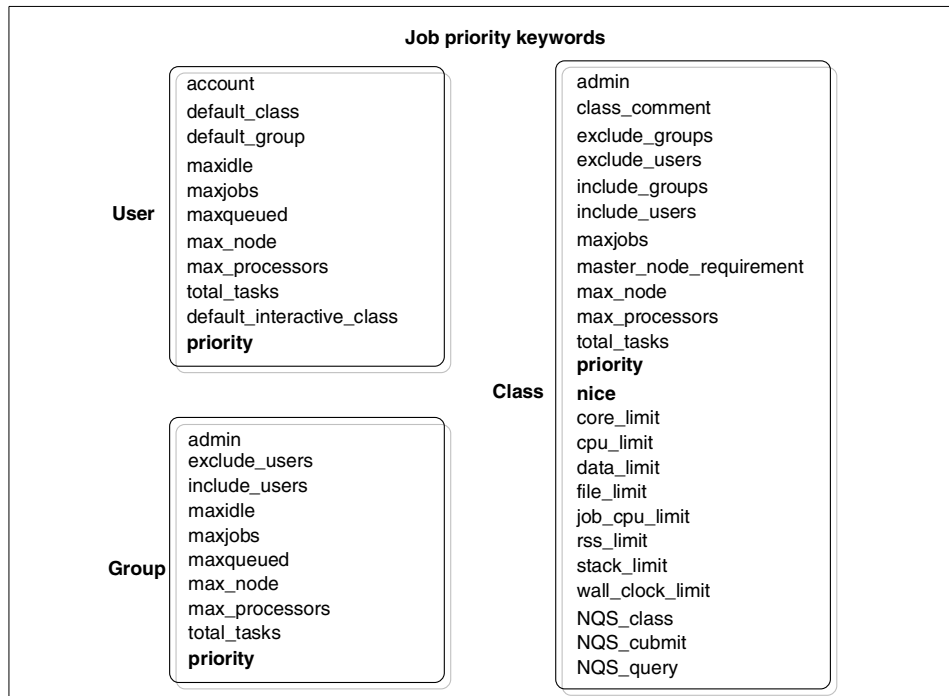 Job priority keywords
User
account
default_class
default_group
maxidle
maxjobs
maxqueued
max_node
max_processors
total_tasks
default_interactive_class
priority
Group
admin
exclude_users
include_users
maxidle
maxjobs
maxqueued
max_node
max_processors
total_tasks
priority
Class
admin
class_comment
exclude_groups
exclude_users
include_groups
include_users
maxjobs
master_node_requirement
max_node
max_processors
total_tasks
priority
nice
core_limit
cpu_limit
data_limit
file_limit
job_cpu_limit
rss_limit
stack_limit
wall_clock_limit
NQS_class
NQS_cubmit
NQS_query